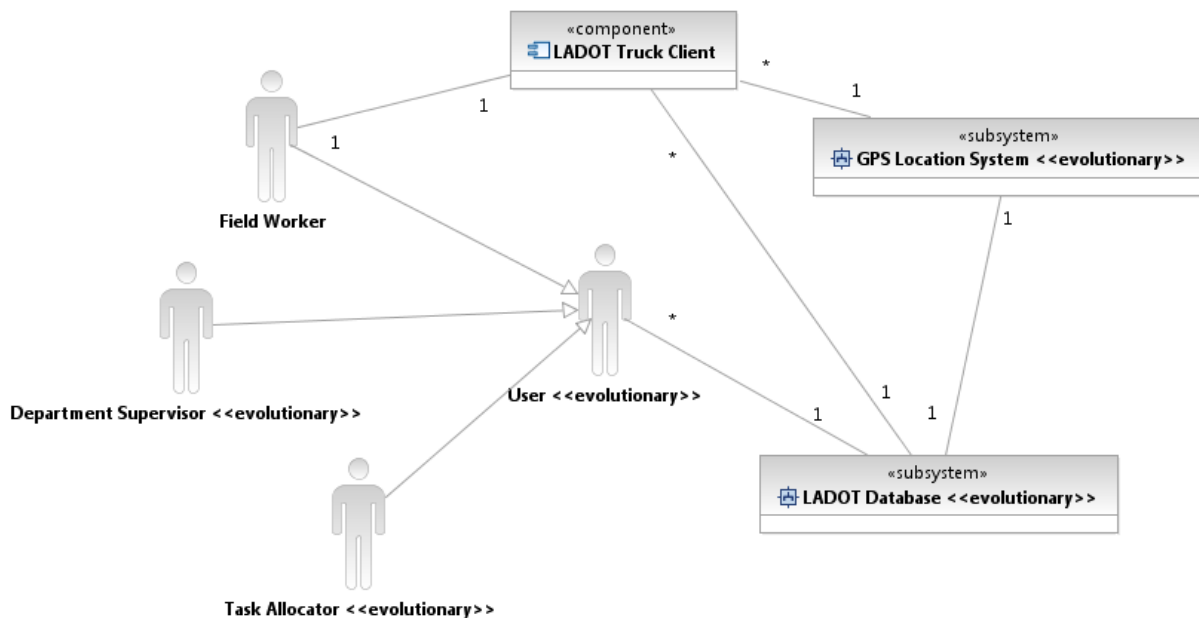 «component»
LADOT Truck Client
*
1
1
1
«subsystem»
GPS Location System <<evolutionary>>
*
Field Worker
1
*
User <<evolutionary>>
Department Supervisor <<evolutionary>>
1
1
1
«subsystem»
LADOT Database <<evolutionary>>
Task Allocator <<evolutionary>>